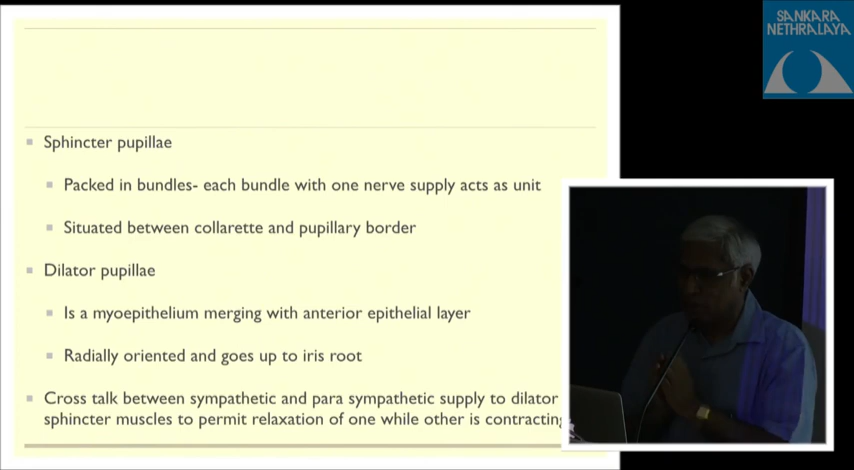 SANKARA
NETHRALAYA
Sphincter pupillae
Packed in bundles- each bundle with one nerve supply acts as unit
Situated between collarette and pupillary border
Dilator pupillae
Is a myoepithelium merging with anterior epithelial layer
Radially oriented and goes up to iris root
Cross talk between sympathetic and para sympathetic supply to dilator
sphincter muscles to permit relaxation of one while other is contracting